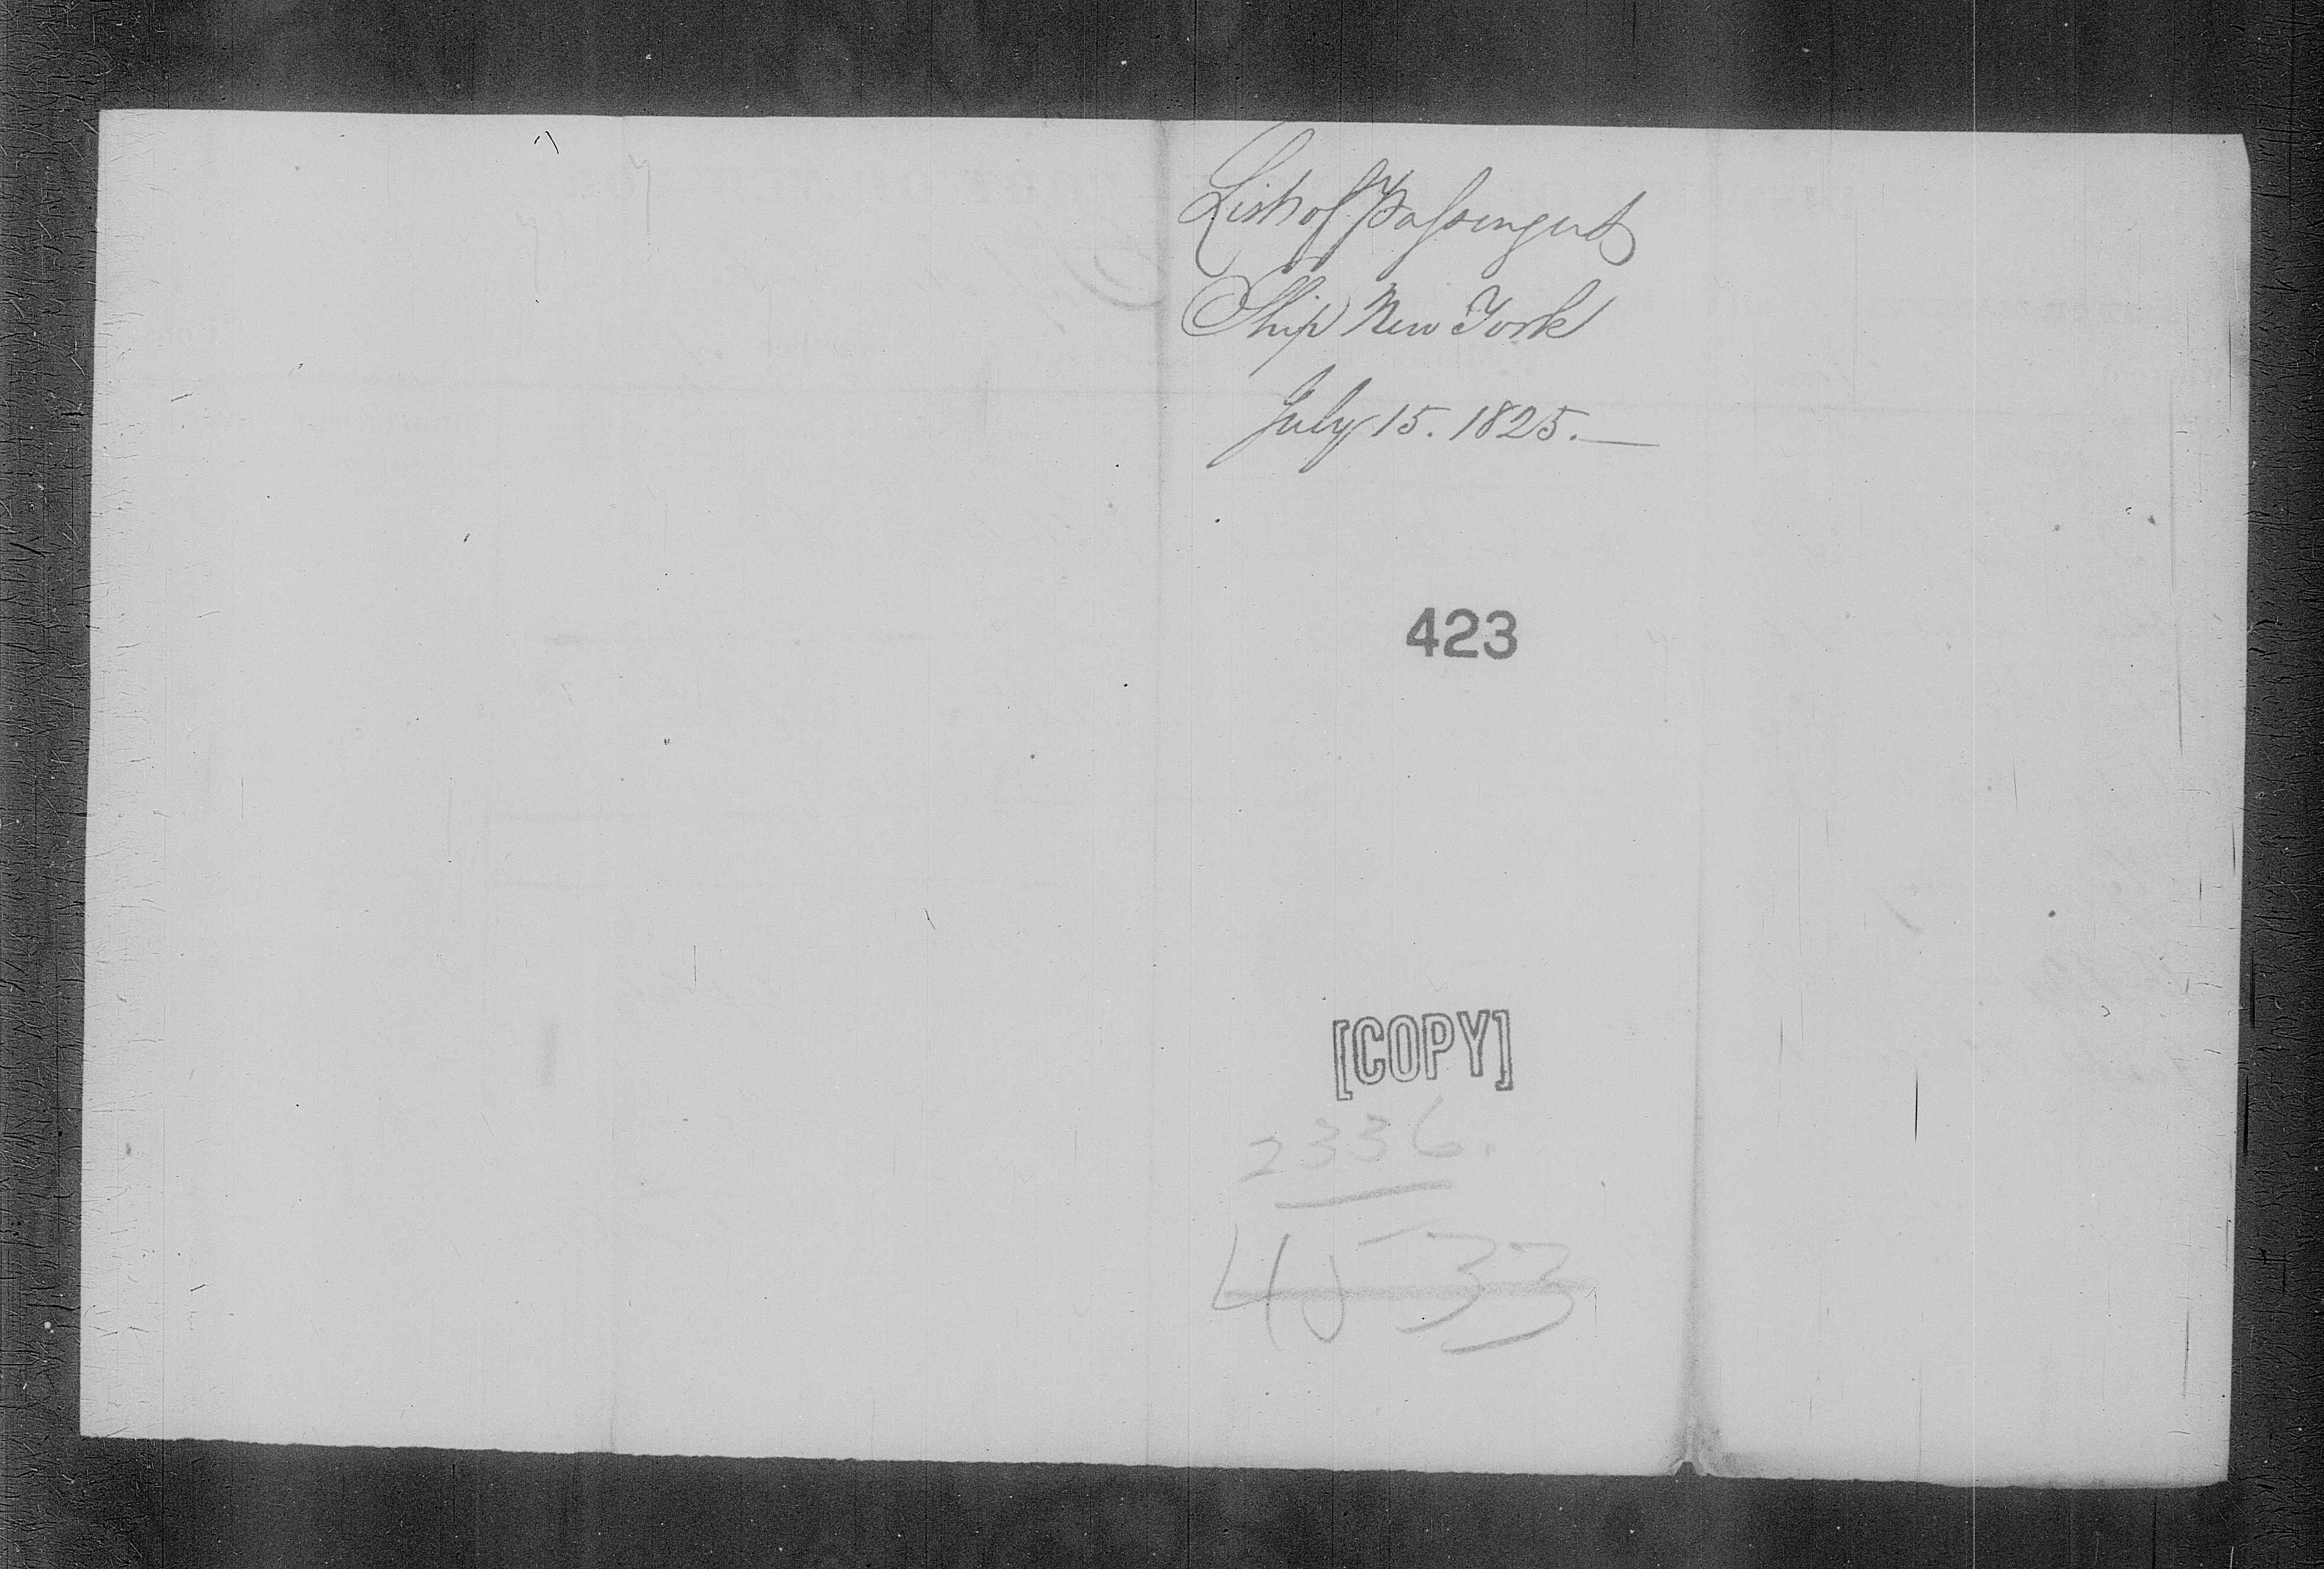 List of Passengers
Ship New York
July 15. 1825.—
423
[COPY]
2336.
4533